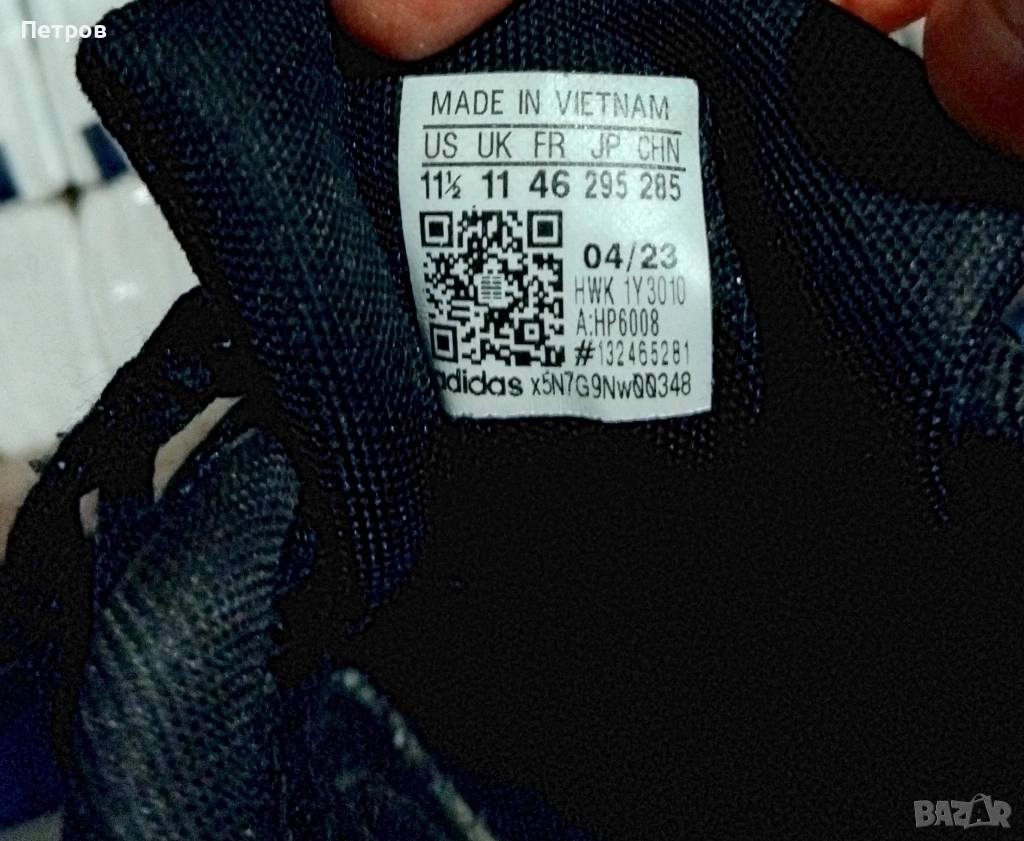 Петров
MADE IN VIETNAM
US UK FR JP CHN
11½ 11 46 295 285
04/23
HWK 1Y3010
A:HP6008
#132465281
adidas x5N7G9Nw00348
BAZAR